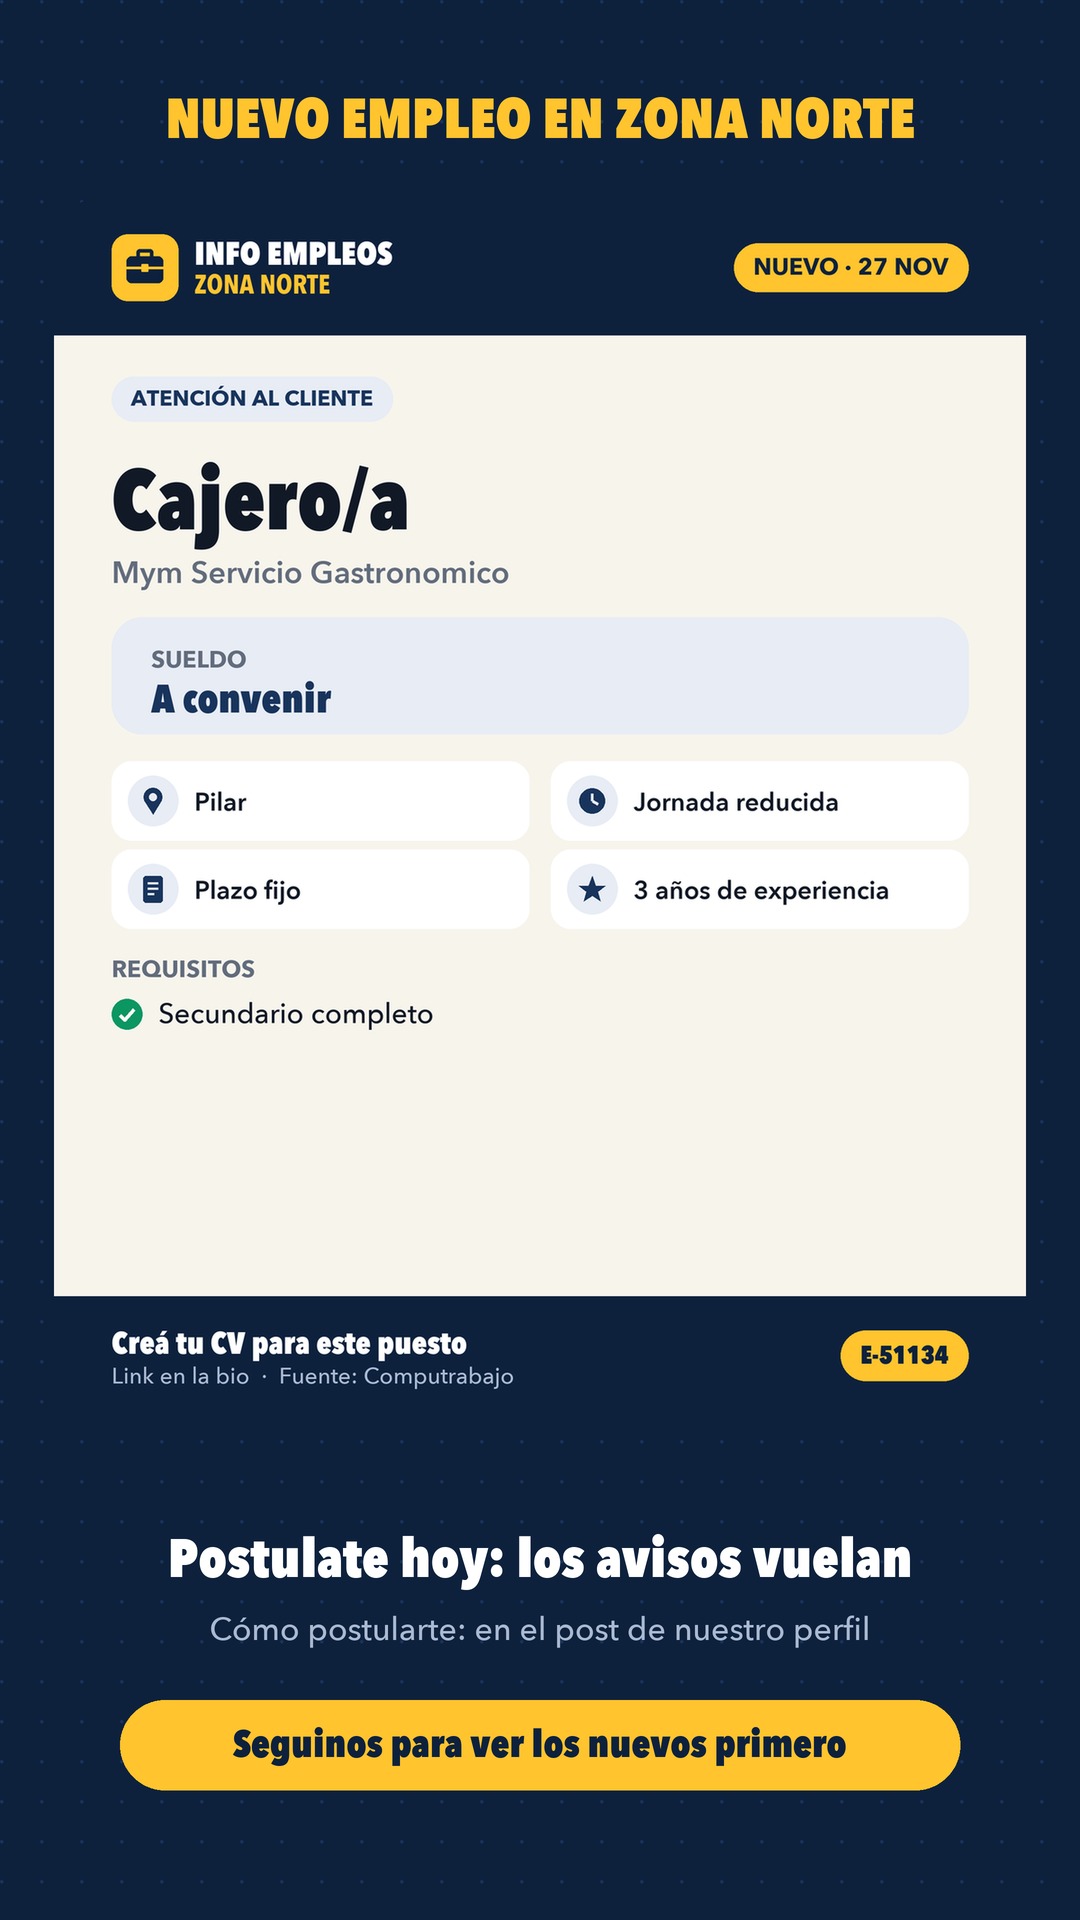 NUEVO EMPLEO EN ZONA NORTE
INFO EMPLEOS
ZONA NORTE
NUEVO · 27 NOV
ATENCIÓN AL CLIENTE
Cajero/a
Mym Servicio Gastronomico
SUELDO
A convenir
Pilar
Jornada reducida
Plazo fijo
3 años de experiencia
REQUISITOS
Secundario completo
Creá tu CV para este puesto
Link en la bio · Fuente: Computrabajo
E-51134
Postulate hoy: los avisos vuelan
Cómo postularte: en el post de nuestro perfil
Seguinos para ver los nuevos primero